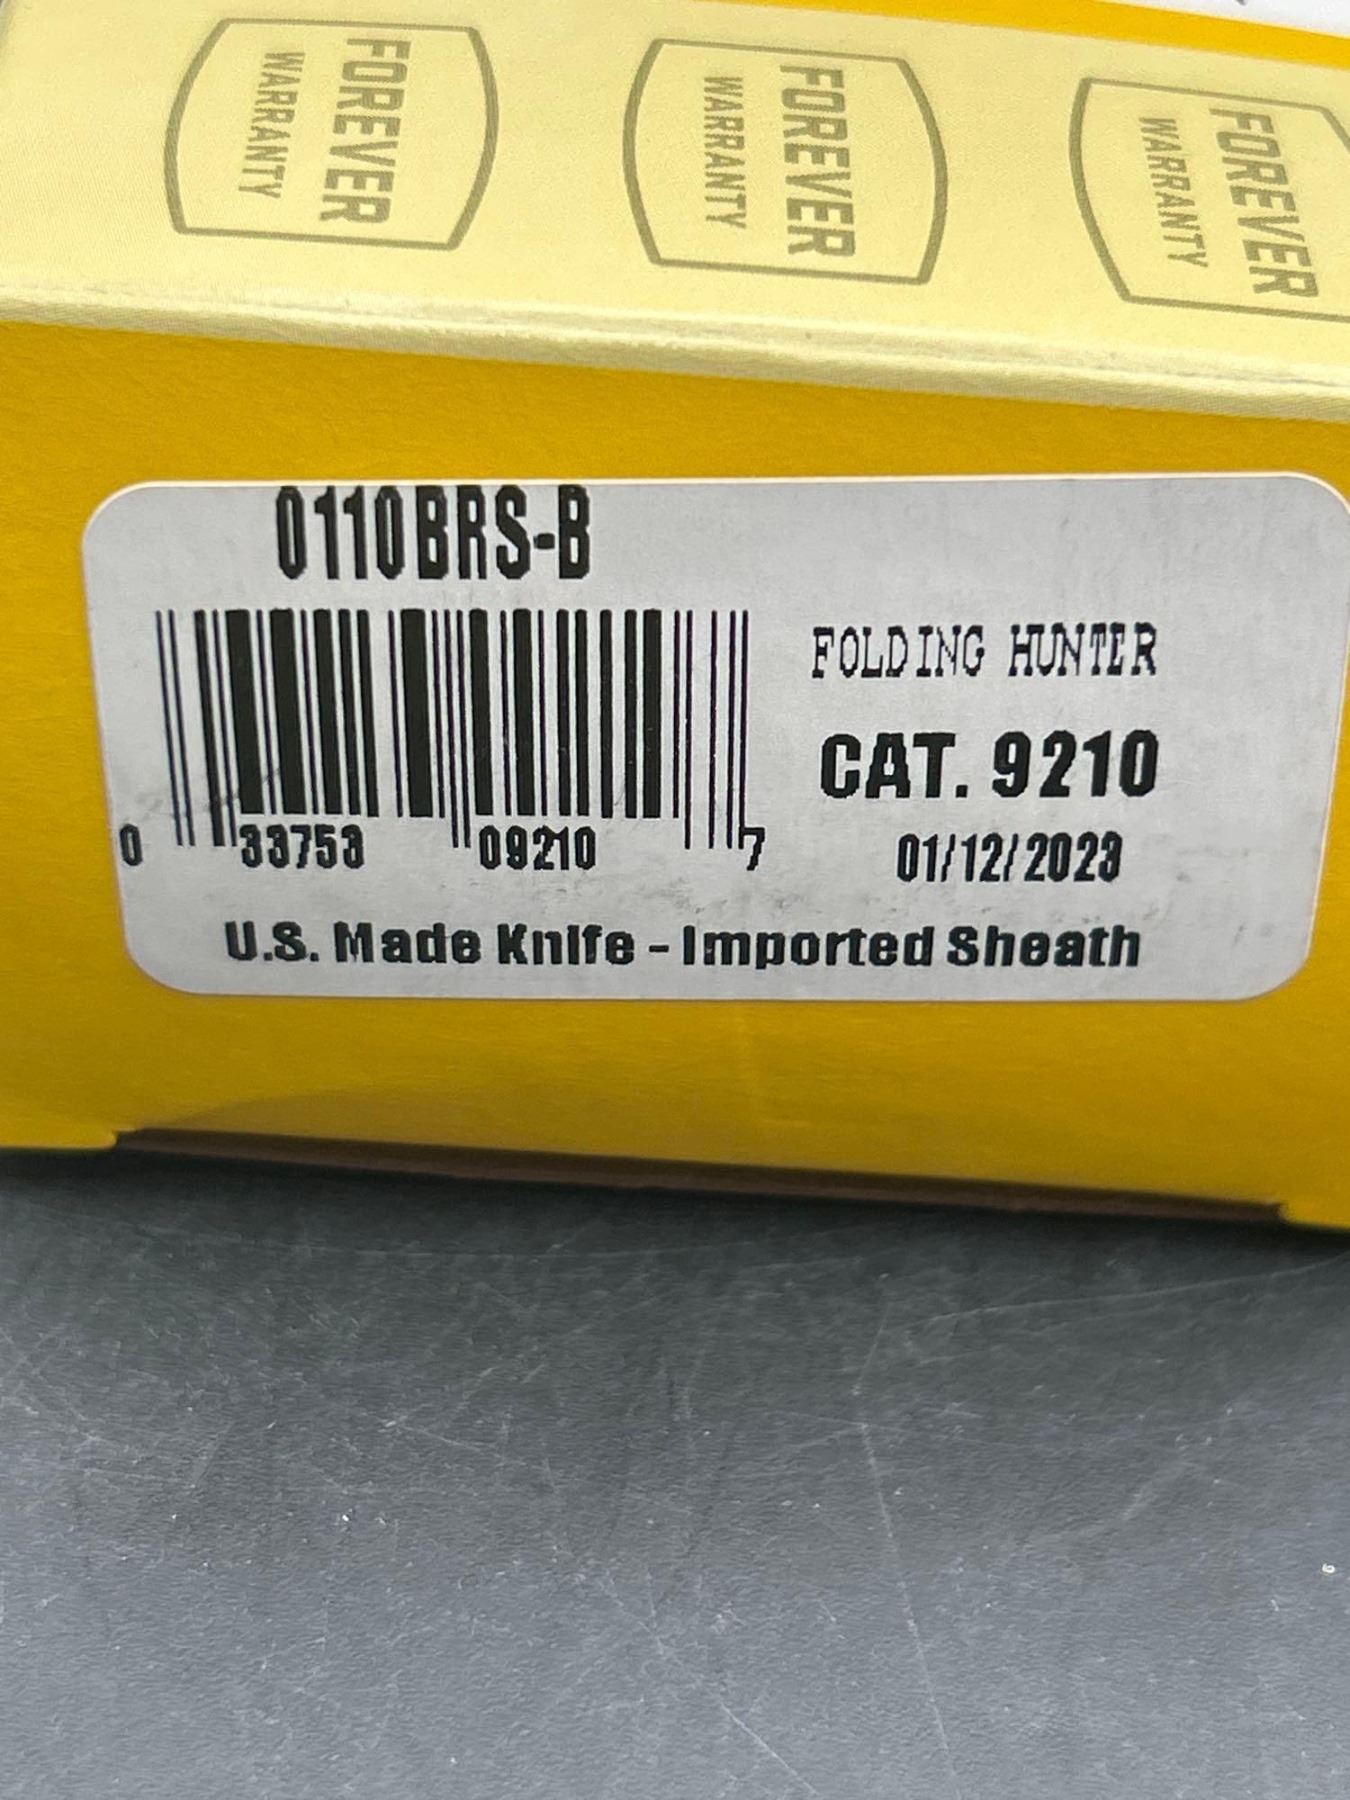 FOREVER
WARRANTY
FOREVER
WARRANTY
FOREVER
WARRANTY
0110BRS-B
FOLDING HUNTER
CAT. 9210
0 33753 09210 7
01/12/2023
U.S. Made Knife - Imported Sheath